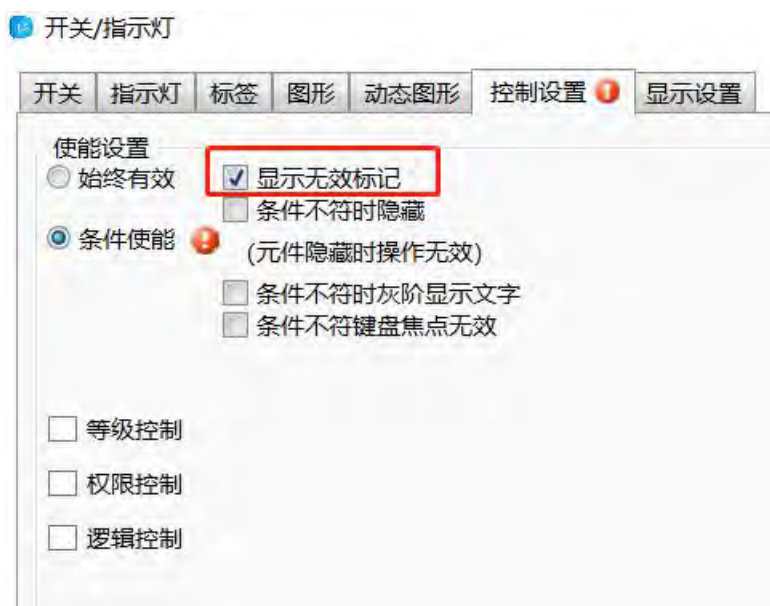 开关/指示灯
开关 指示灯 标签 图形 动态图形 控制设置 显示设置
使能设置
始终有效 显示无效标记
条件不符时隐藏
条件使能 (元件隐藏时操作无效)
条件不符时灰阶显示文字
条件不符键盘焦点无效
等级控制
权限控制
逻辑控制